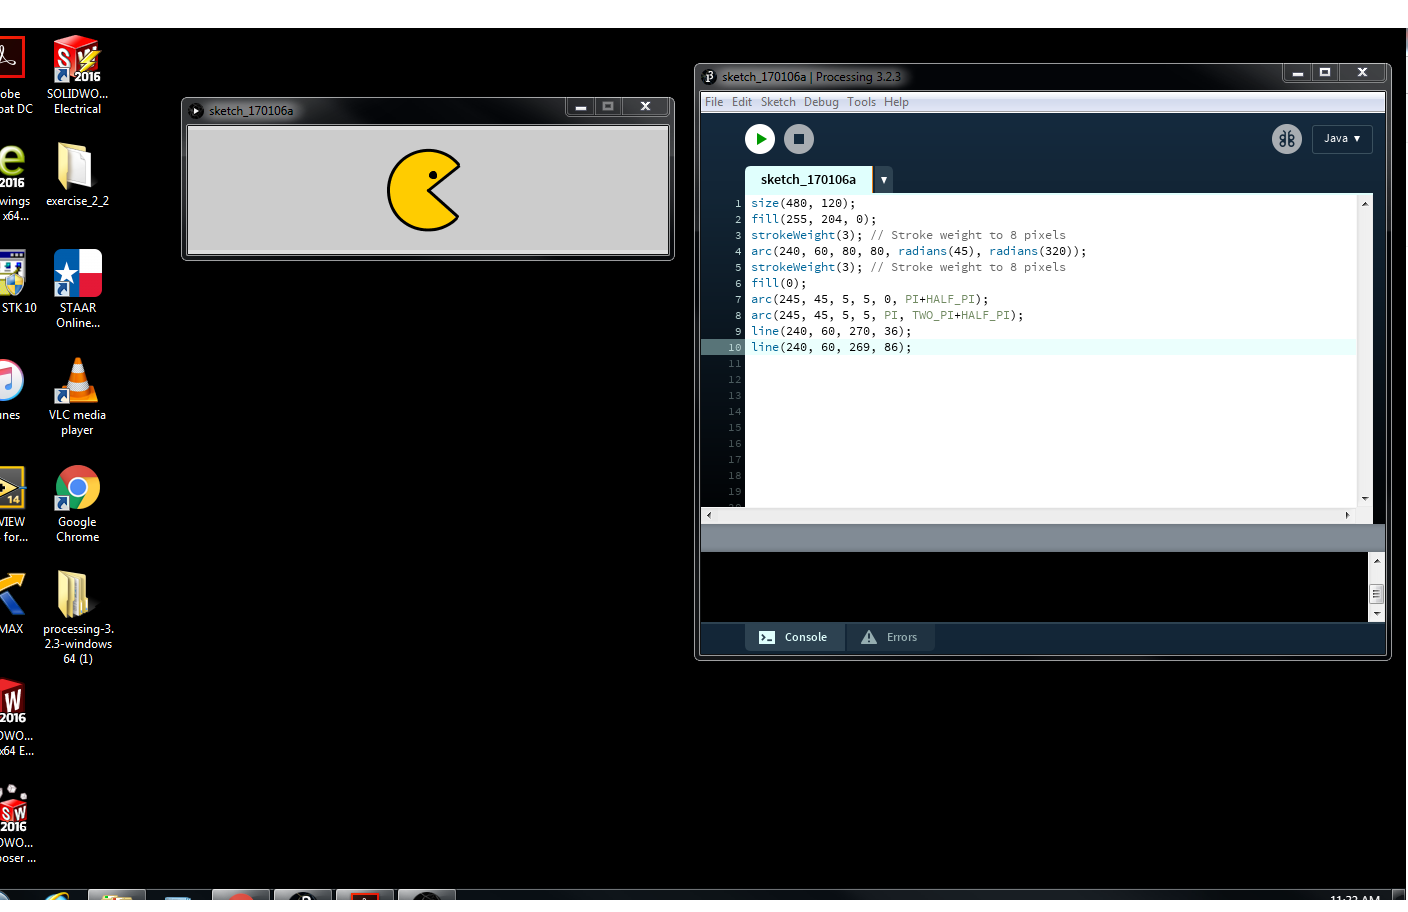 obe
bat DC
SOLIDWO...
Electrical
2016
wings
x64...
exercise_2_2
STK 10
STAAR
Online...
unes
VLC media
player
14
VIEW
for...
Google
Chrome
MAX
processing-3.
2.3-windows
64 (1)
2016
OWO...
x64 E...
2016
OWO...
poser ...
sketch_170106a
sketch_170106a | Processing 3.2.3
File Edit Sketch Debug Tools Help
Java ▾
sketch_170106a ▾
1 size(480, 120);
2 fill(255, 204, 0);
3 strokeWeight(3); // Stroke weight to 8 pixels
4 arc(240, 60, 80, 80, radians(45), radians(320));
5 strokeWeight(3); // Stroke weight to 8 pixels
6 fill(0);
7 arc(245, 45, 5, 5, 0, PI+HALF_PI);
8 arc(245, 45, 5, 5, PI, TWO_PI+HALF_PI);
9 line(240, 60, 270, 36);
10 line(240, 60, 269, 86);
11
12
13
14
15
16
17
18
19
Console
Errors
11:32 AM